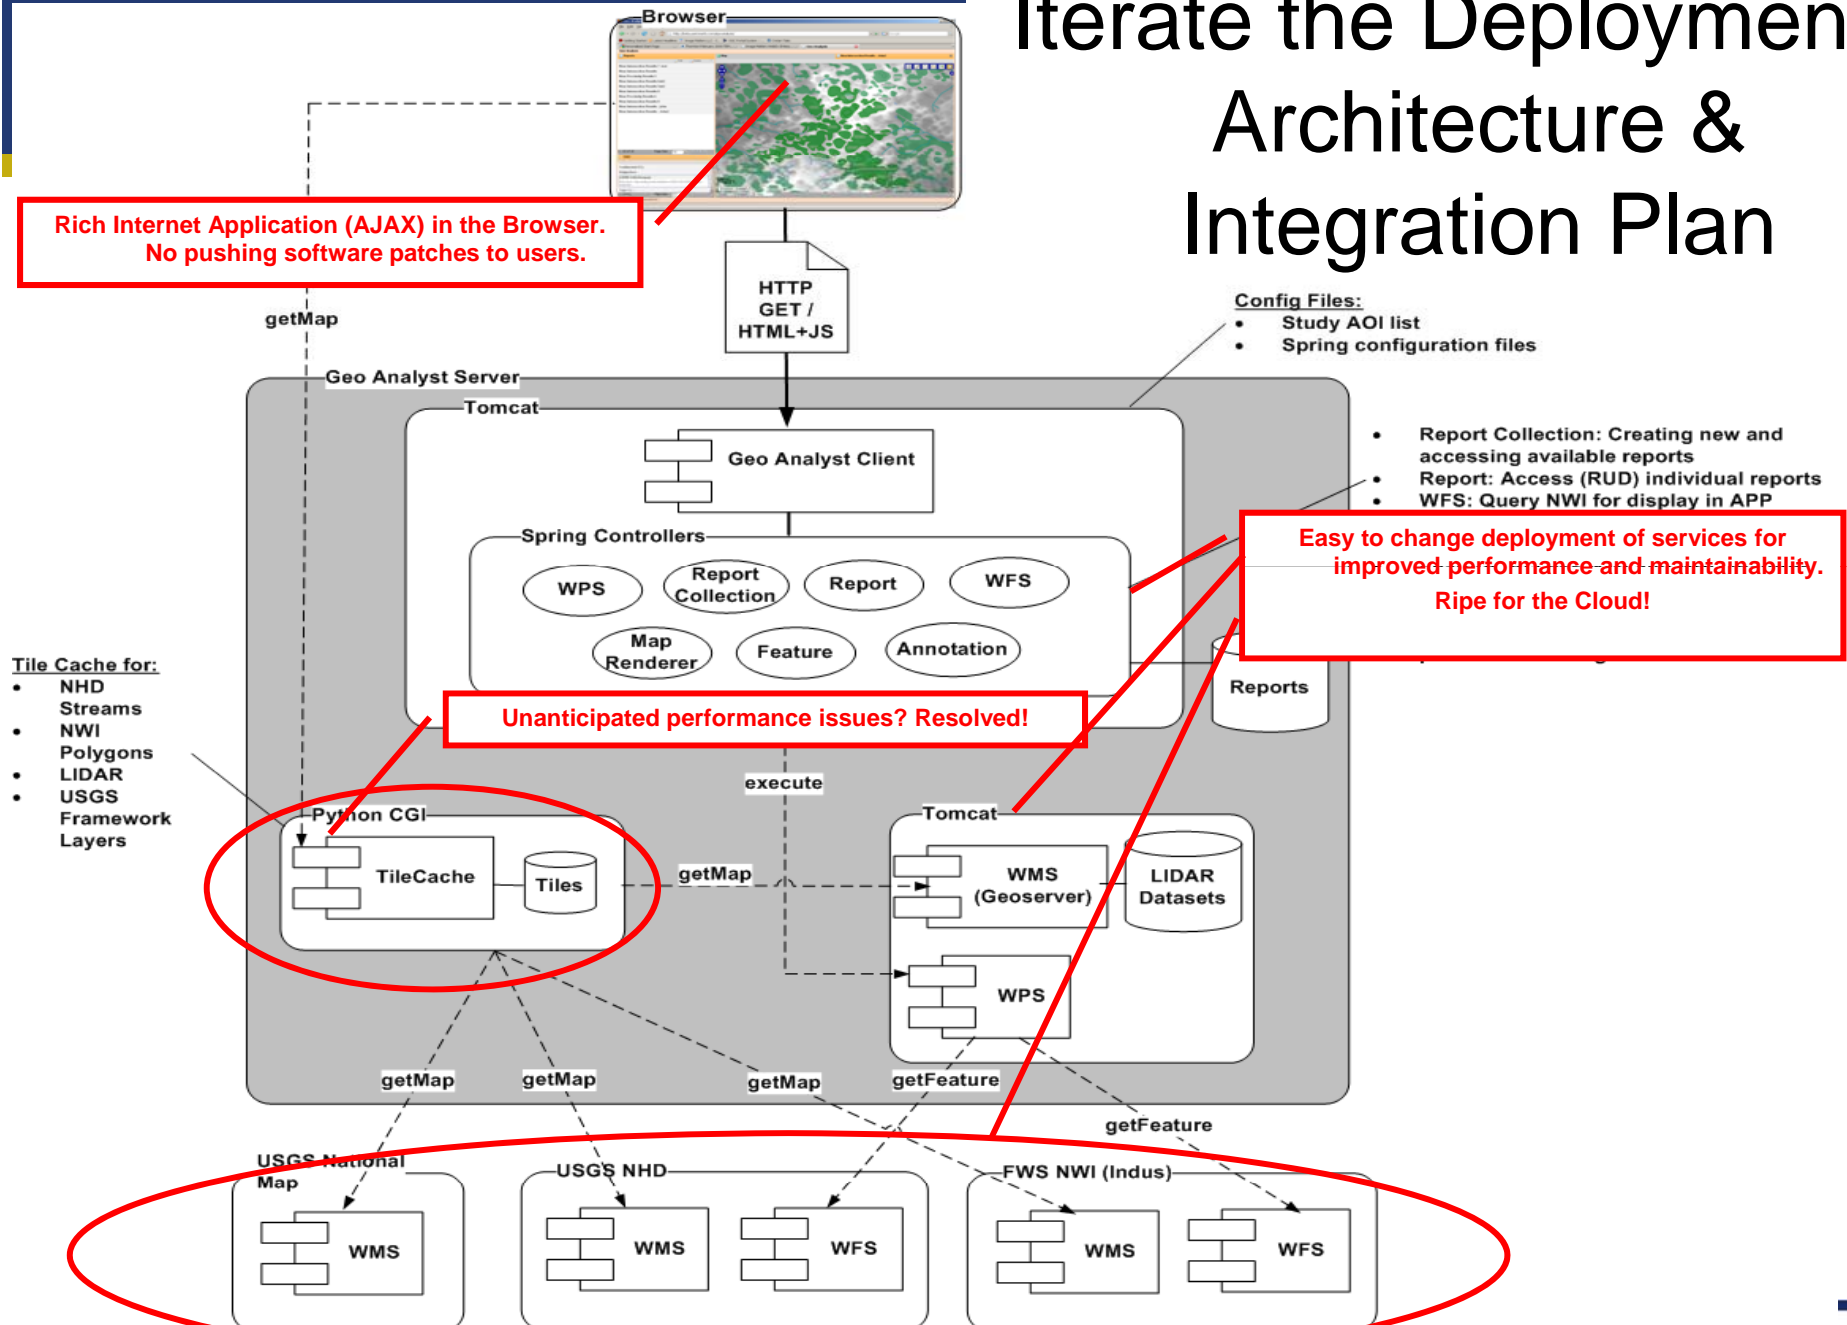 Iterate the Deploymen
Architecture &
Integration Plan
Browser
Rich Internet Application (AJAX) in the Browser.
No pushing software patches to users.
HTTP
GET /
HTML+JS
getMap
Config Files:
• Study AOI list
• Spring configuration files
Geo Analyst Server
Tomcat
Geo Analyst Client
• Report Collection: Creating new and
accessing available reports
• Report: Access (RUD) individual reports
• WFS: Query NWI for display in APP
Easy to change deployment of services for
improved performance and maintainability.
Ripe for the Cloud!
Spring Controllers
WPS
Report
Collection
Report
WFS
Map
Renderer
Feature
Annotation
Reports
Tile Cache for:
• NHD
Streams
• NWI
Polygons
• LIDAR
• USGS
Framework
Layers
Unanticipated performance issues? Resolved!
execute
Python CGI
TileCache
Tiles
getMap
Tomcat
WMS
(Geoserver)
LIDAR
Datasets
WPS
getMap
getMap
getMap
getFeature
getFeature
USGS National
Map
WMS
USGS NHD
WMS
WFS
FWS NWI (Indus)
WMS
WFS